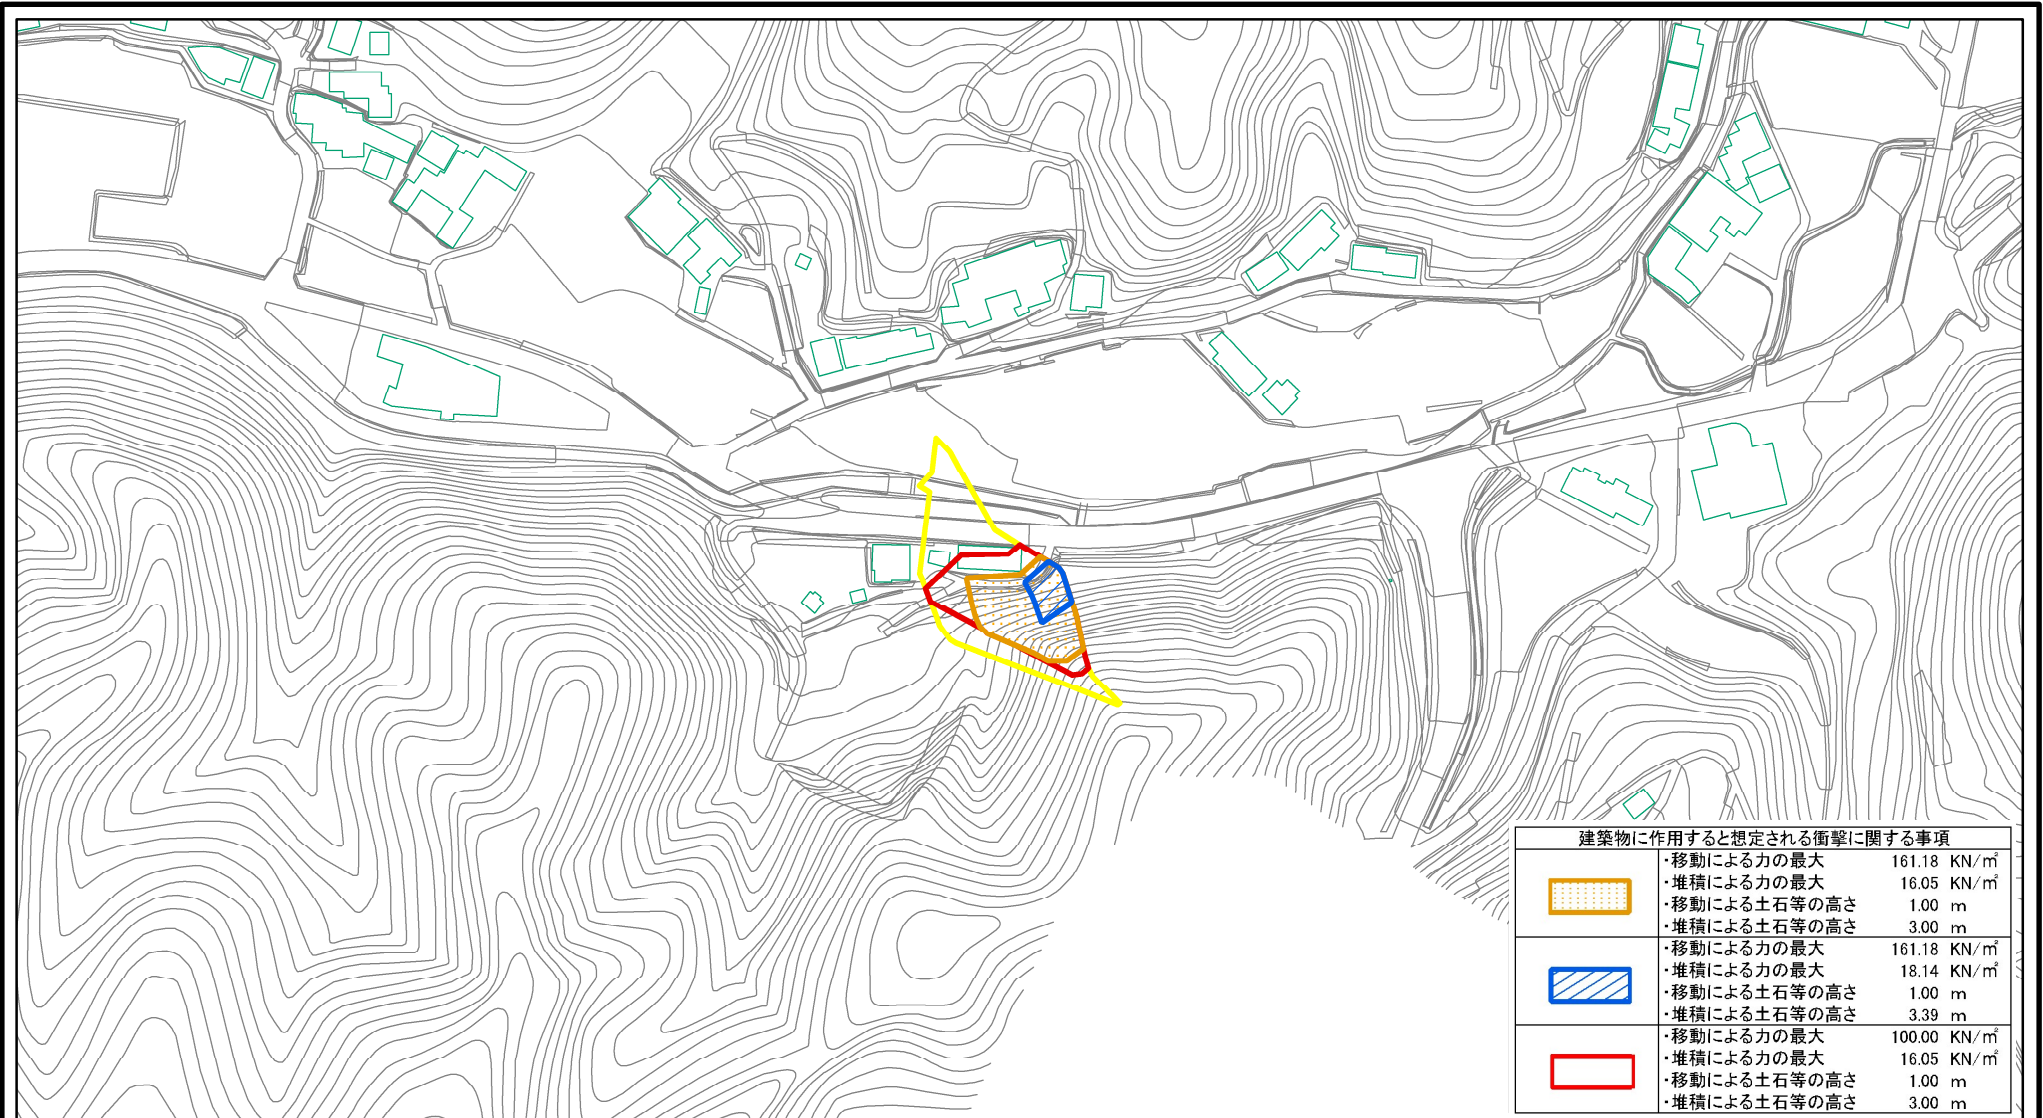 建築物に作用すると想定される衝撃に関する事項
・移動による力の最大 161.18 KN/㎡
・堆積による力の最大 16.05 KN/㎡
・移動による土石等の高さ 1.00 m
・堆積による土石等の高さ 3.00 m
・移動による力の最大 161.18 KN/㎡
・堆積による力の最大 18.14 KN/㎡
・移動による土石等の高さ 1.00 m
・堆積による土石等の高さ 3.39 m
・移動による力の最大 100.00 KN/㎡
・堆積による力の最大 16.05 KN/㎡
・移動による土石等の高さ 1.00 m
・堆積による土石等の高さ 3.00 m